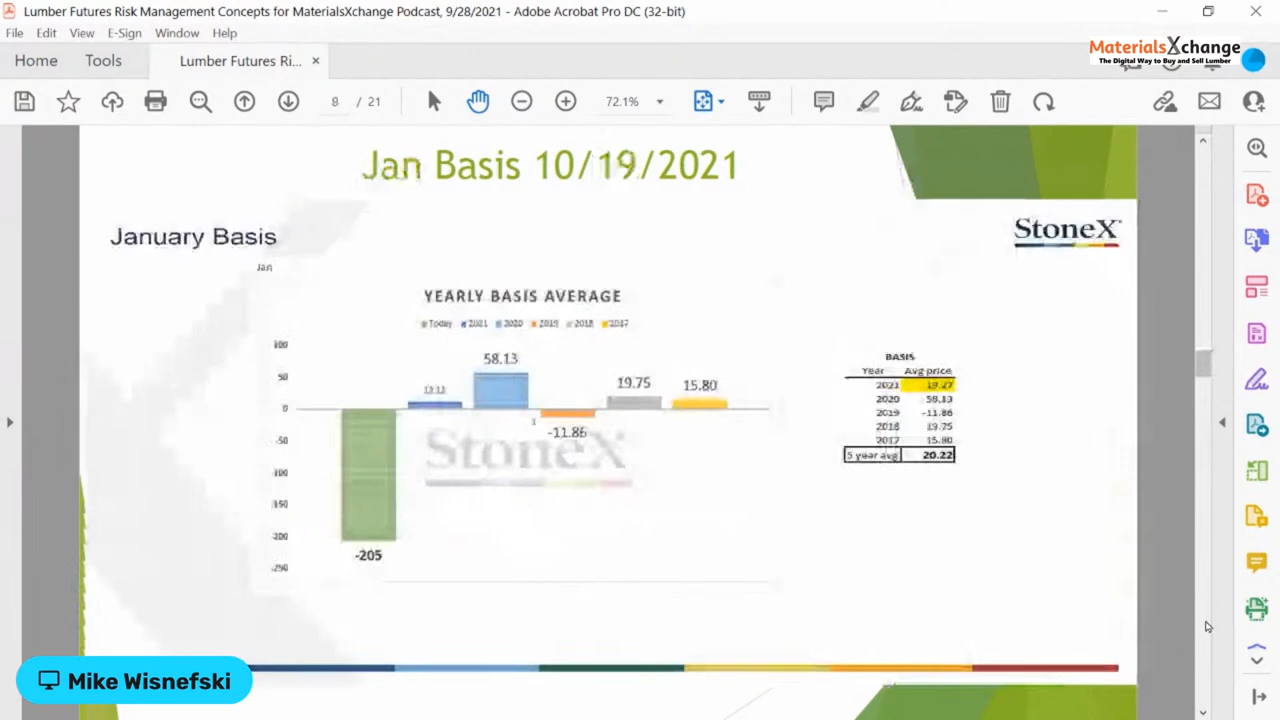 Lumber Futures Risk Management Concepts for MaterialsXchange Podcast, 9/28/2021 - Adobe Acrobat Pro DC (32-bit)
File Edit View E-Sign Window Help
MaterialsXchange
The Digital Way to Buy and Sell Lumber
Home Tools Lumber Futures Ri... ×
8 / 21 72.1%
Jan Basis 10/19/2021
January Basis
StoneX
Jan
YEARLY BASIS AVERAGE
Today 2021 2020 2019 2018 2017
100
50
0
-50
-100
-150
-200
-250
58.13
19.75
15.80
-11.86
-205
StoneX
BASIS
Year Avg price
2021 19.27
2020 58.13
2019 -11.86
2018 19.75
2017 15.80
5 year avg 20.22
Mike Wisnefski